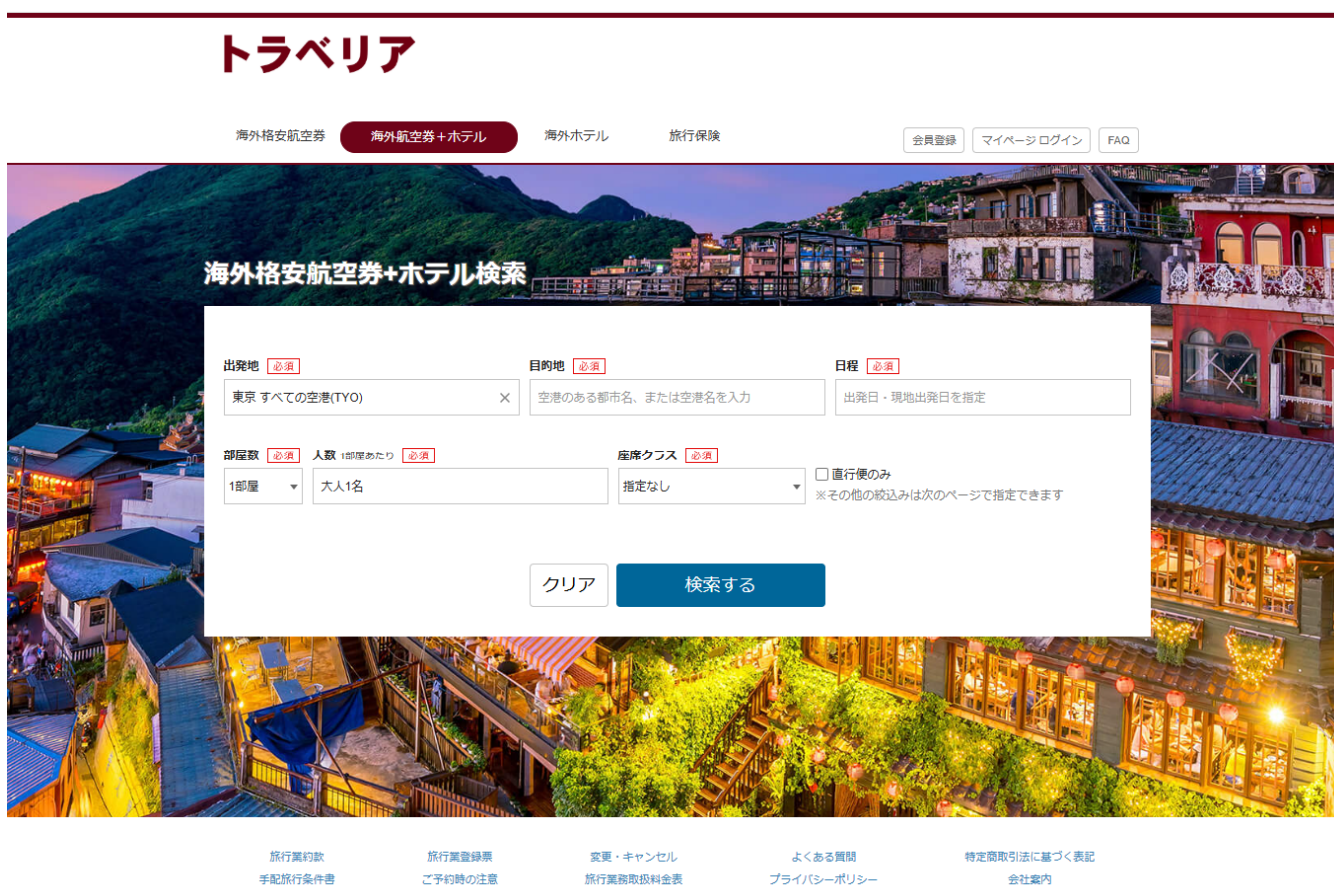 トラベリア
海外格安航空券 海外航空券+ホテル 海外ホテル 旅行保険 会員登録 マイページ ログイン FAQ
海外格安航空券+ホテル検索
出発地 必須 目的地 必須 日程 必須
東京 すべての空港(TYO) × 空港のある都市名、または空港名を入力 出発日・現地出発日を指定
部屋数 必須 人数 1部屋あたり 必須 座席クラス 必須
1部屋 大人1名 指定なし 直行便のみ
※その他の絞込みは次のページで指定できます
クリア 検索する
旅行業約款 旅行業登録票 変更・キャンセル よくある質問 特定商取引法に基づく表記
手配旅行条件書 ご予約時の注意 旅行業務取扱料金表 プライバシーポリシー 会社案内